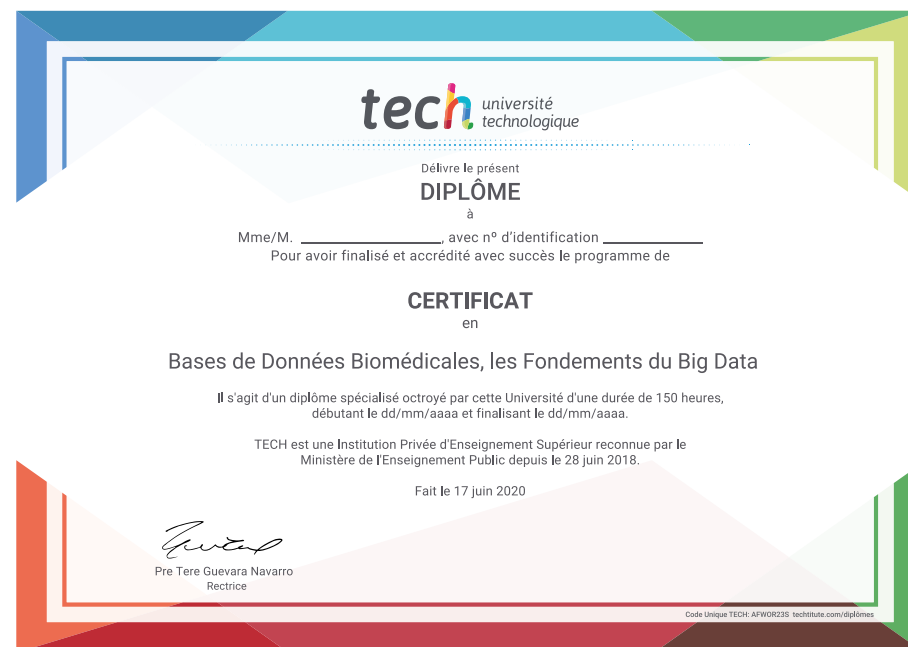 tech université
technologique
Délivre le présent
DIPLÔME
à
Mme/M. ____________________, avec nº d'identification ______________
Pour avoir finalisé et accrédité avec succès le programme de
CERTIFICAT
en
Bases de Données Biomédicales, les Fondements du Big Data
Il s'agit d'un diplôme spécialisé octroyé par cette Université d'une durée de 150 heures,
débutant le dd/mm/aaaa et finalisant le dd/mm/aaaa.
TECH est une Institution Privée d'Enseignement Supérieur reconnue par le
Ministère de l'Enseignement Public depuis le 28 juin 2018.
Fait le 17 juin 2020
Pre Tere Guevara Navarro
Rectrice
Code Unique TECH: AFWOR23S techtitute.com/diplômes